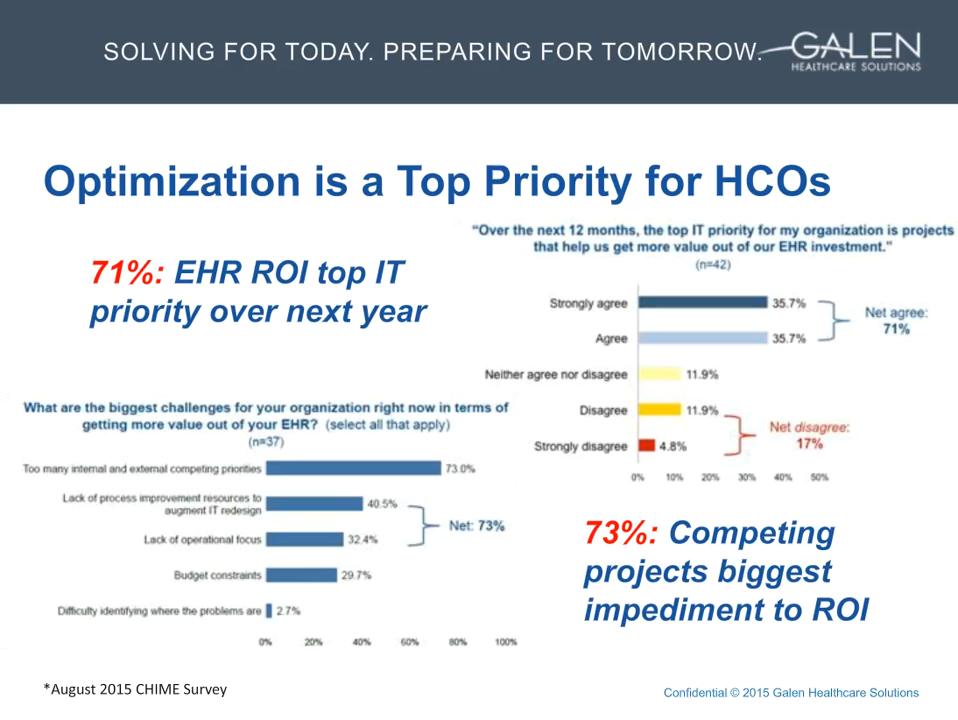 SOLVING FOR TODAY. PREPARING FOR TOMORROW.
GALEN
HEALTHCARE SOLUTIONS
Optimization is a Top Priority for HCOs
71%: EHR ROI top IT
priority over next year
“Over the next 12 months, the top IT priority for my organization is projects
that help us get more value out of our EHR investment.”
(n=42)
Strongly agree 35.7%
Agree 35.7%
Net agree:
71%
Neither agree nor disagree 11.9%
Disagree 11.9%
Strongly disagree 4.8%
Net disagree:
17%
0% 10% 20% 30% 40% 50%
What are the biggest challenges for your organization right now in terms of
getting more value out of your EHR? (select all that apply)
(n=37)
Too many internal and external competing priorities 73.0%
Lack of process improvement resources to
augment IT redesign 40.5%
Lack of operational focus 32.4%
Net: 73%
Budget constraints 29.7%
Difficulty identifying where the problems are 2.7%
0% 20% 40% 60% 80% 100%
73%: Competing
projects biggest
impediment to ROI
*August 2015 CHIME Survey
Confidential © 2015 Galen Healthcare Solutions